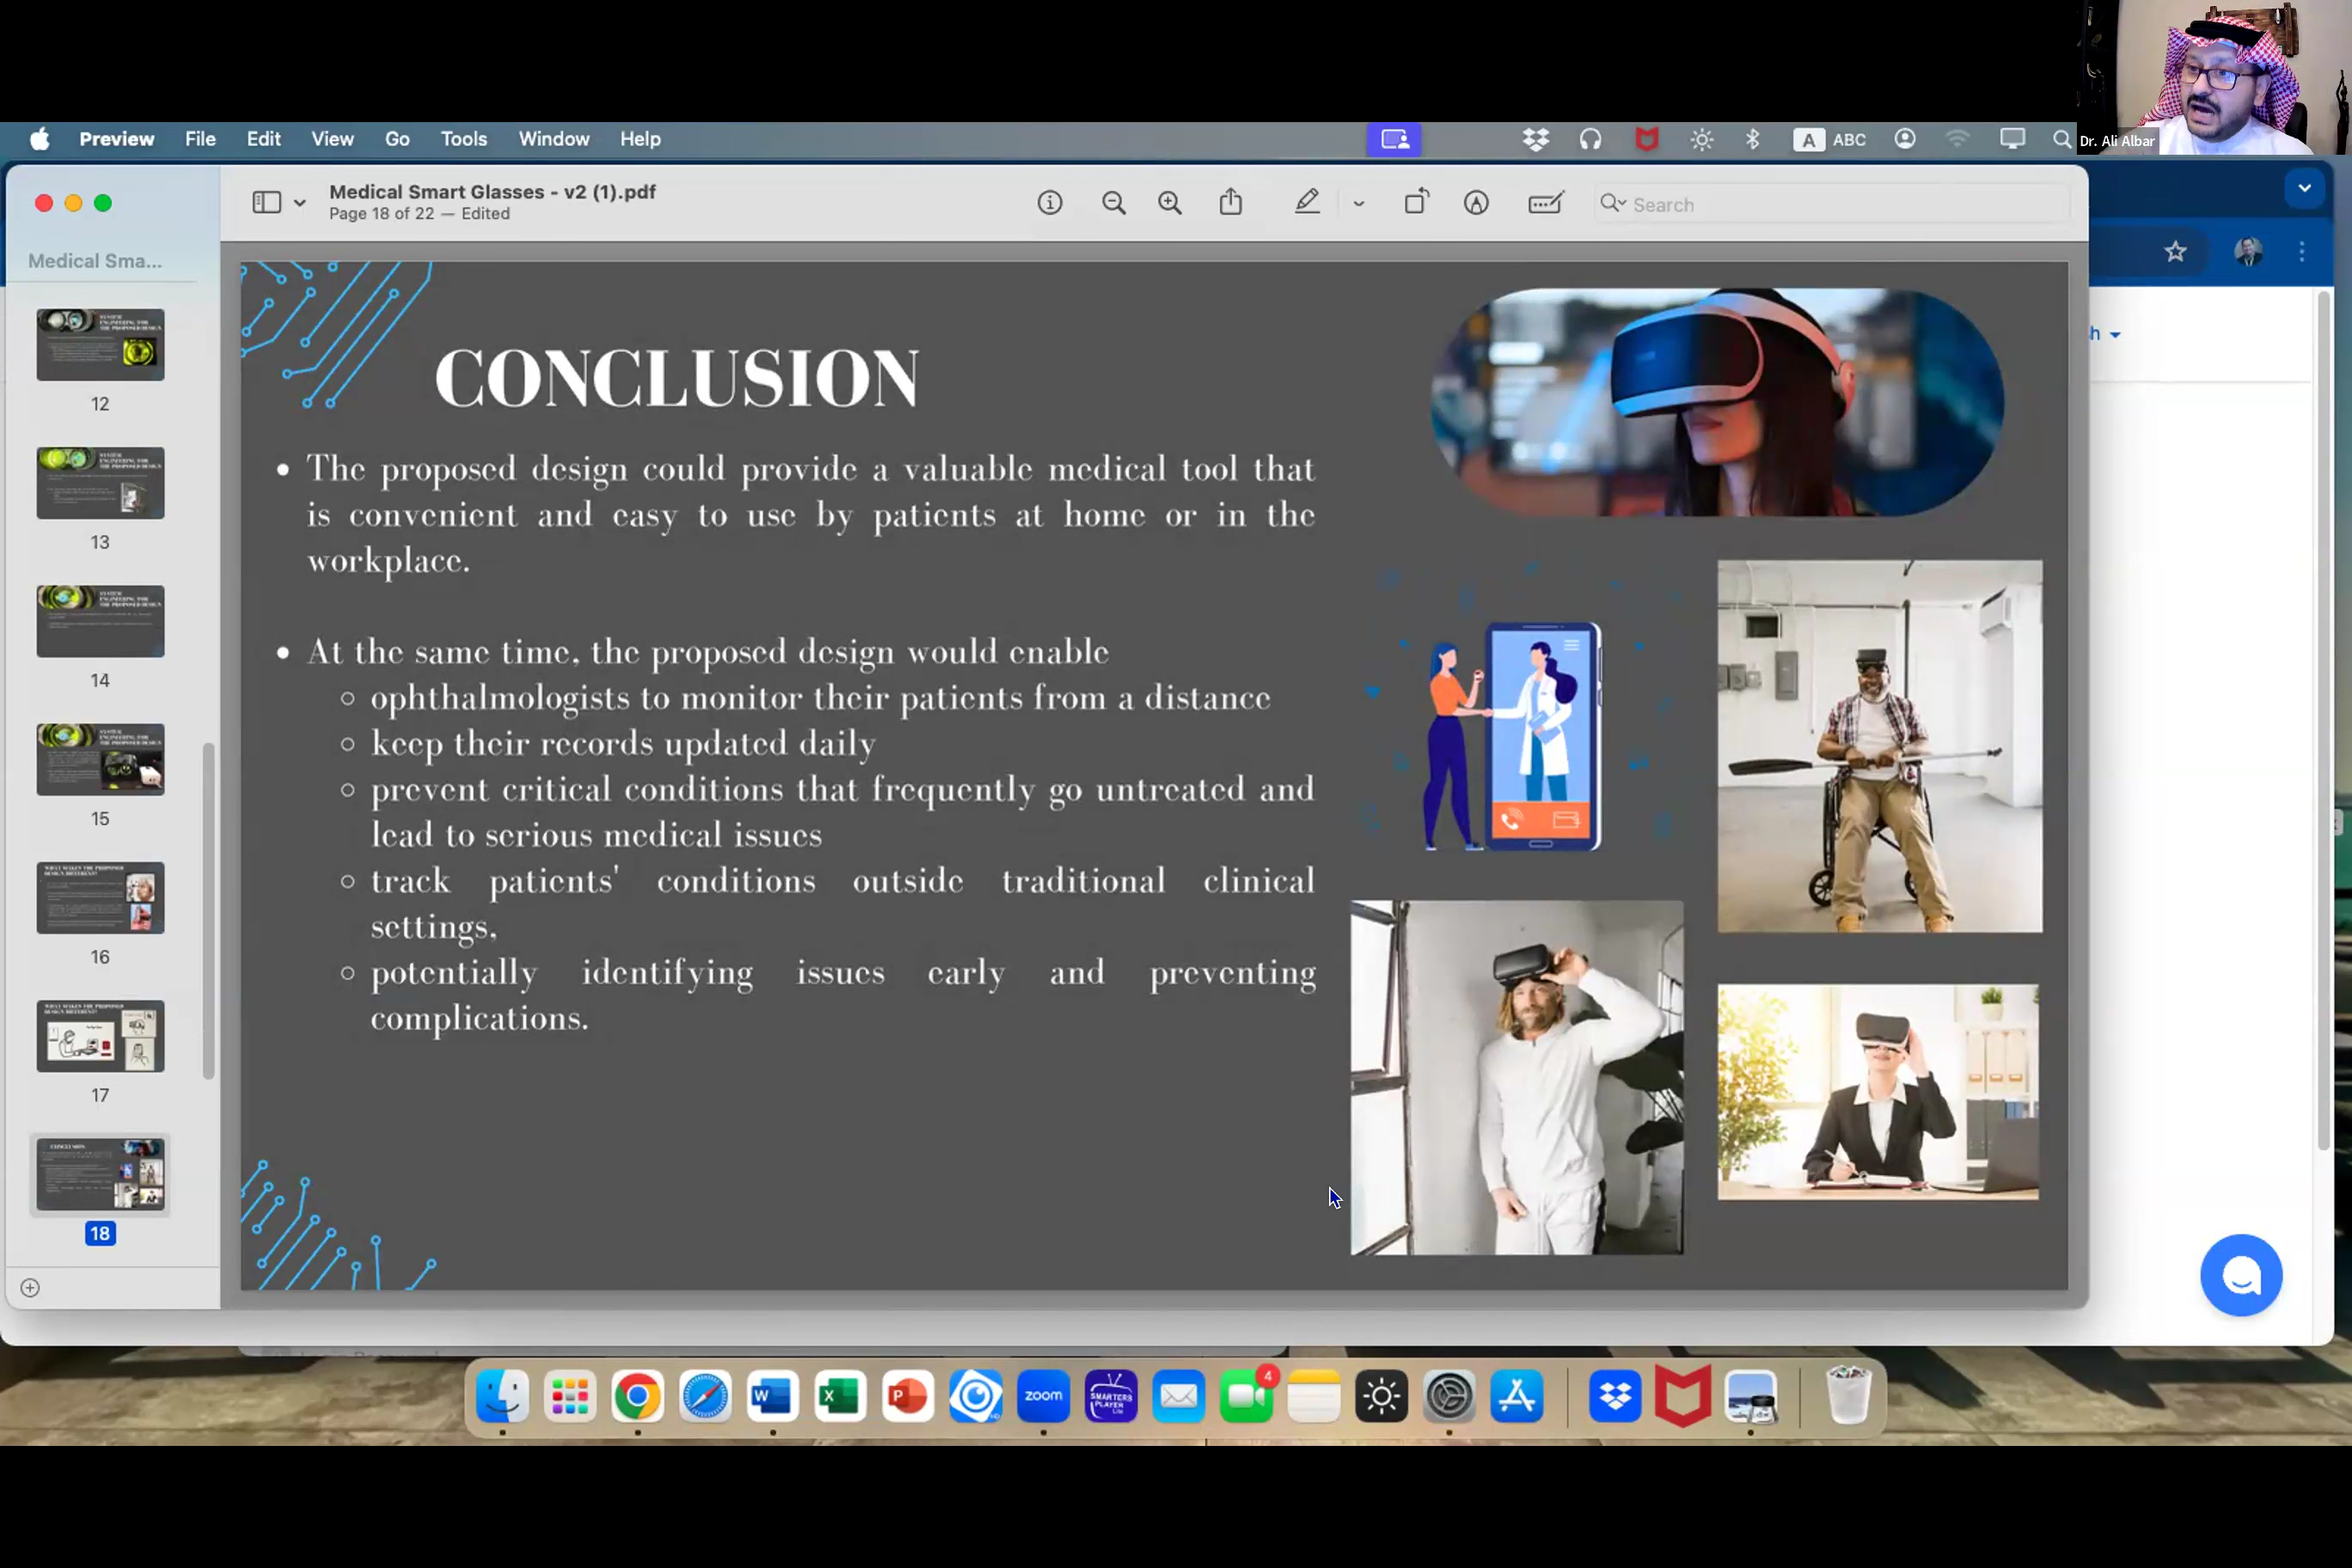 Dr. Ali Albar
Preview File Edit View Go Tools Window Help
A ABC
Medical Smart Glasses - v2 (1).pdf
Page 18 of 22 — Edited
Search
Medical Sma...
12
13
14
15
16
17
18
CONCLUSION
• The proposed design could provide a valuable medical tool that
is convenient and easy to use by patients at home or in the
workplace.
• At the same time, the proposed design would enable
○ ophthalmologists to monitor their patients from a distance
○ keep their records updated daily
○ prevent critical conditions that frequently go untreated and
lead to serious medical issues
○ track patients' conditions outside traditional clinical
settings,
○ potentially identifying issues early and preventing
complications.
W
X
P
zoom
SMARTERS
PLAYER
4